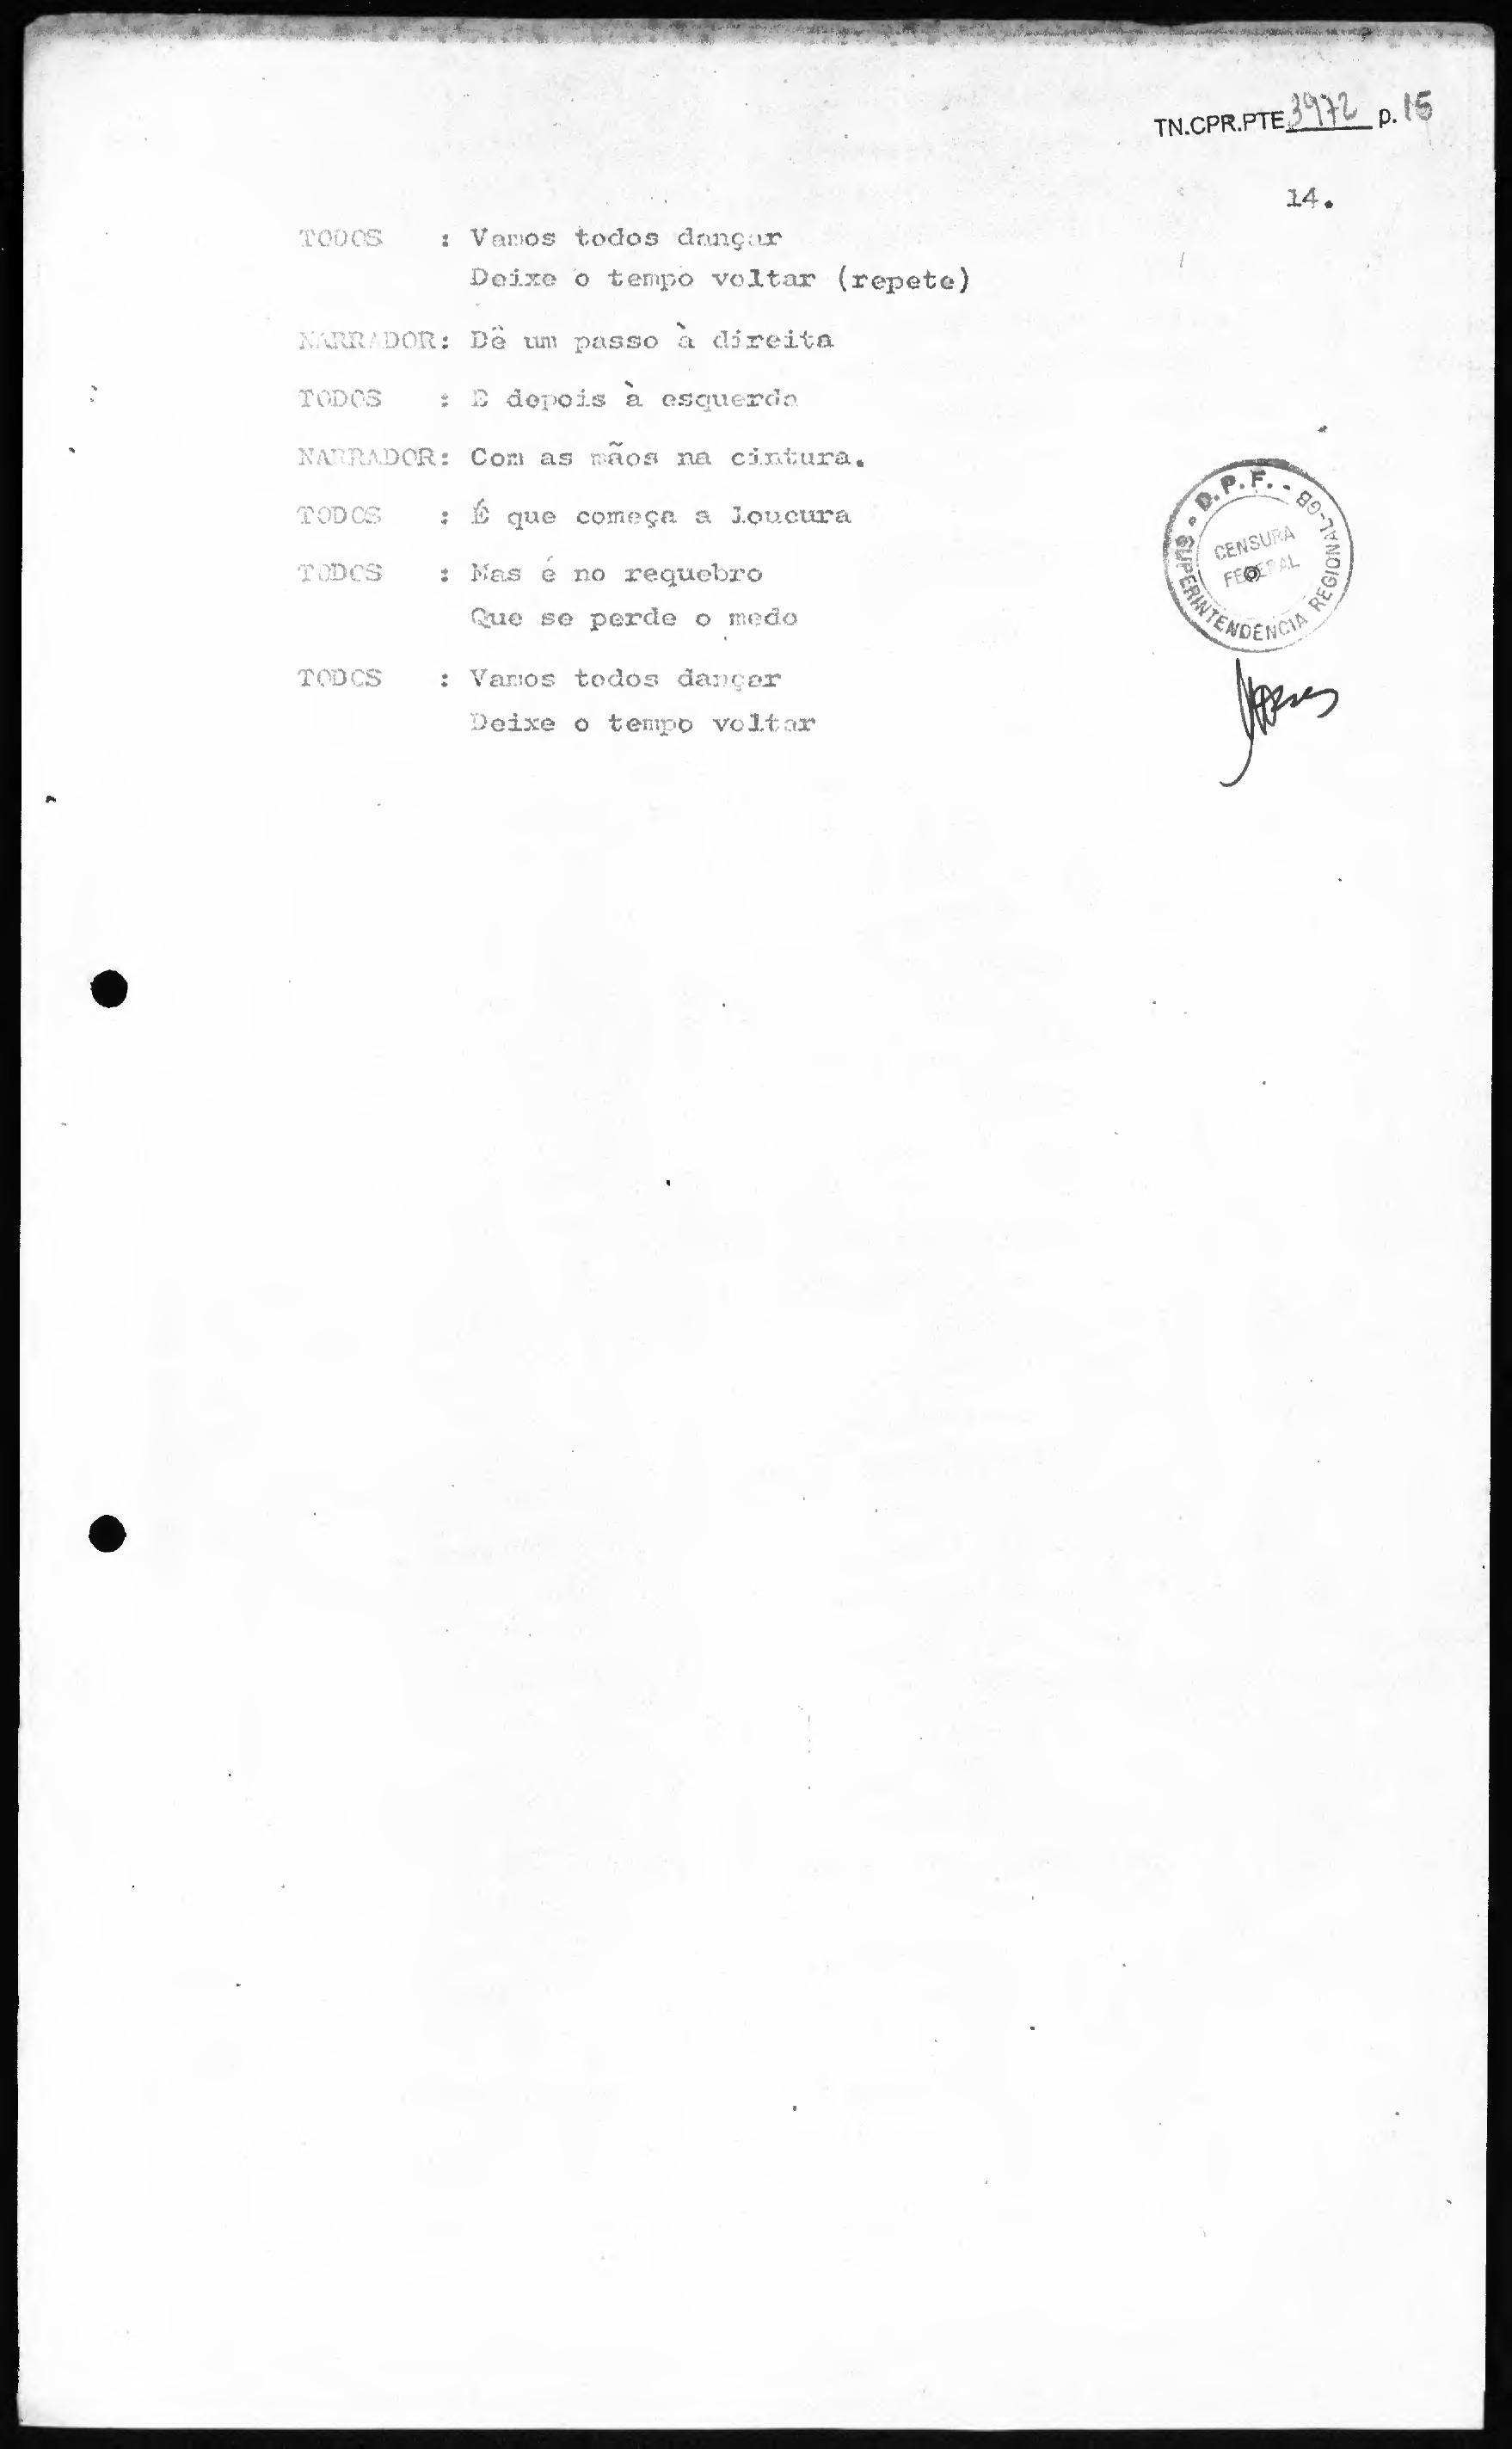 TN.CPR.PTE 3972 p. 15
14.
TODOS : Vamos todos dançar
Deixe o tempo voltar (repete)
NARRADOR: Dê um passo à direita
TODOS : E depois à esquerda
NARRADOR: Com as mãos na cintura.
TODOS : É que começa a loucura
TODOS : Mas é no requebro
Que se perde o medo
TODOS : Vamos todos dançar
Deixe o tempo voltar
D.P.F. - SUPERINTENDÊNCIA REGIONAL-GB
CENSURA
FEDERAL